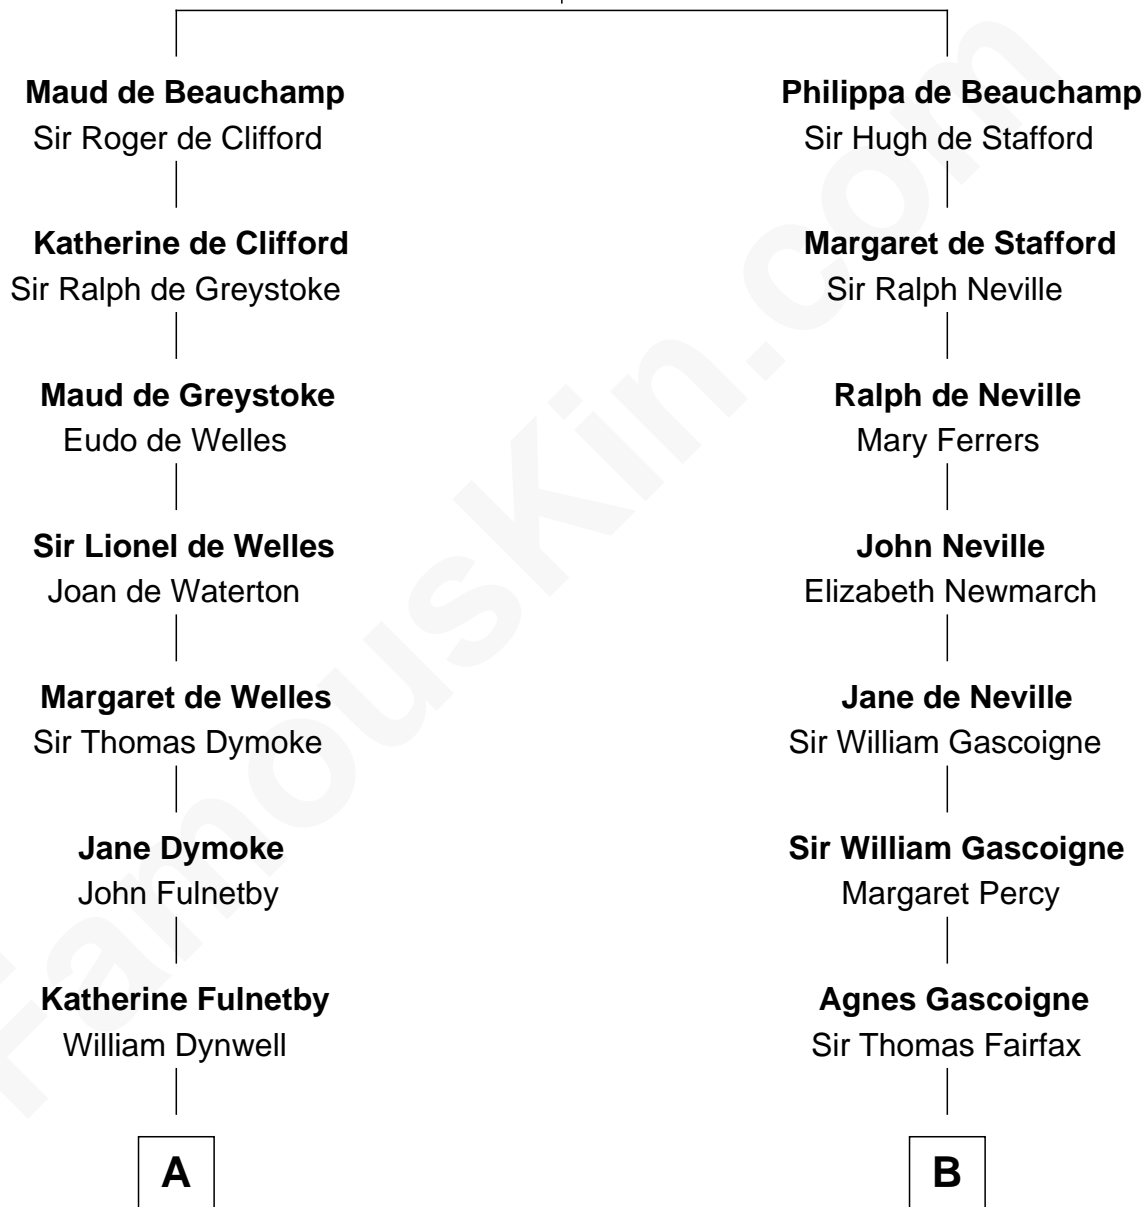 Maud de Beauchamp
Sir Roger de Clifford
Philippa de Beauchamp
Sir Hugh de Stafford
Katherine de Clifford
Sir Ralph de Greystoke
Margaret de Stafford
Sir Ralph Neville
Maud de Greystoke
Eudo de Welles
Ralph de Neville
Mary Ferrers
Sir Lionel de Welles
Joan de Waterton
John Neville
Elizabeth Newmarch
Margaret de Welles
Sir Thomas Dymoke
Jane de Neville
Sir William Gascoigne
Jane Dymoke
John Fulnetby
Sir William Gascoigne
Margaret Percy
Katherine Fulnetby
William Dynwell
Agnes Gascoigne
Sir Thomas Fairfax
A
B
FamousKin.com